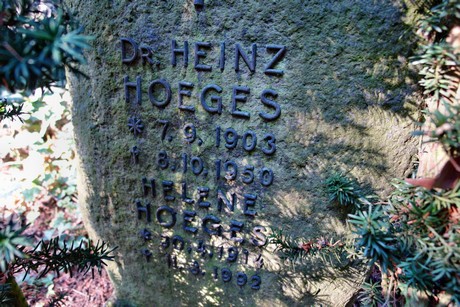 DR. HEINZ
HOEGES
* 7.9.1903
† 8.10.1950
HELENE
HOEGES